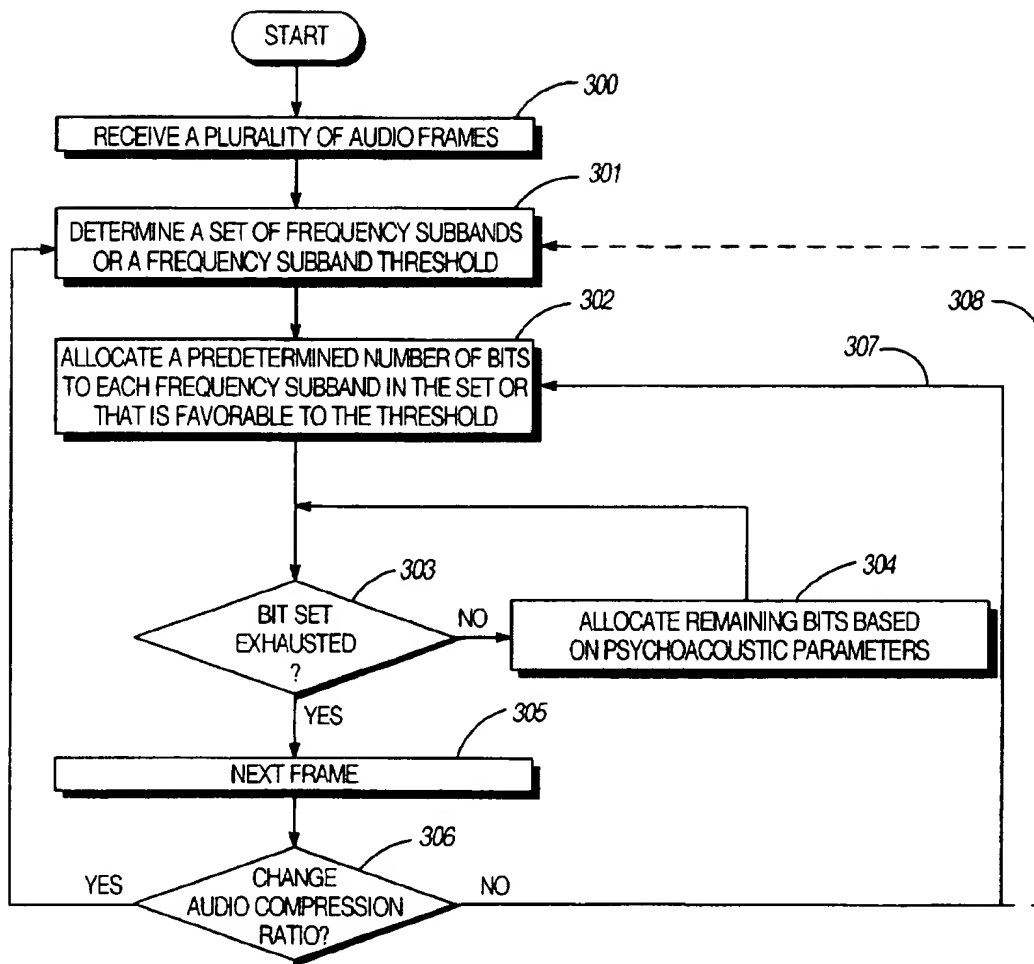 START
300
RECEIVE A PLURALITY OF AUDIO FRAMES
301
DETERMINE A SET OF FREQUENCY SUBBANDS
OR A FREQUENCY SUBBAND THRESHOLD
302
308
ALLOCATE A PREDETERMINED NUMBER OF BITS
TO EACH FREQUENCY SUBBAND IN THE SET OR
THAT IS FAVORABLE TO THE THRESHOLD
307
303
BIT SET
EXHAUSTED
?
NO
304
ALLOCATE REMAINING BITS BASED
ON PSYCHOACOUSTIC PARAMETERS
YES
305
NEXT FRAME
306
YES
CHANGE
AUDIO COMPRESSION
RATIO?
NO